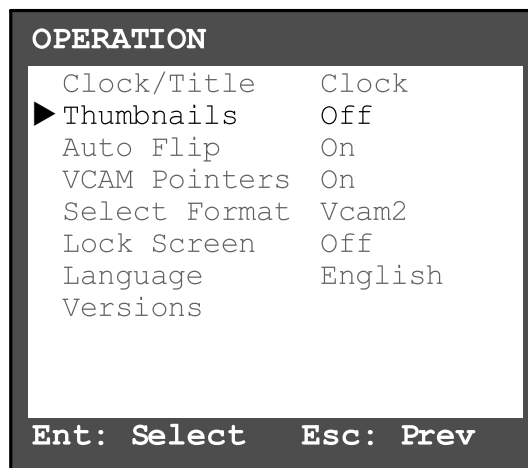 OPERATION
Clock/Title Clock
Thumbnails Off
Auto Flip On
VCAM Pointers On
Select Format Vcam2
Lock Screen Off
Language English
Versions
Ent: Select Esc: Prev